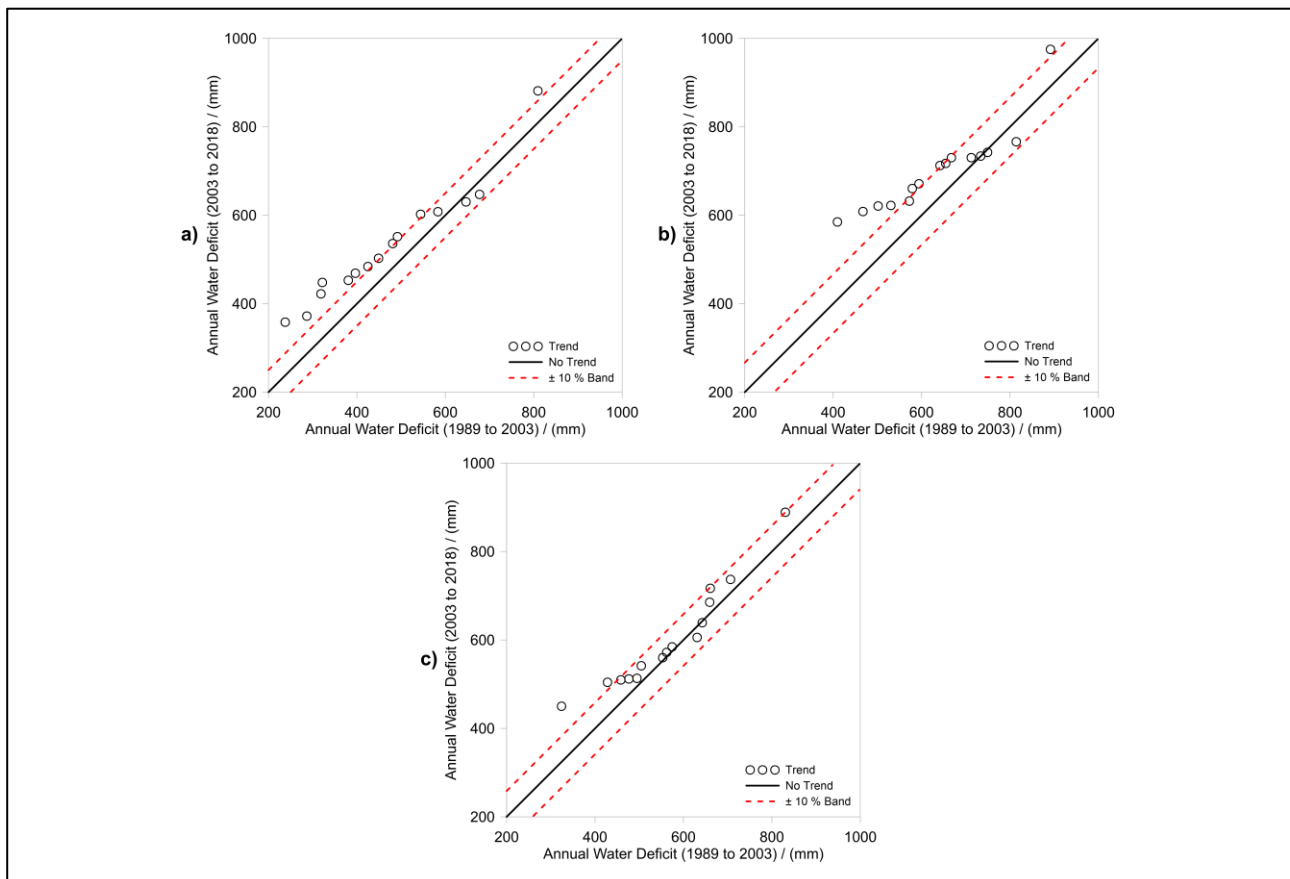 a)
Annual Water Deficit (2003 to 2018) / (mm)
1000
800
600
400
200
200 400 600 800 1000
Annual Water Deficit (1989 to 2003) / (mm)
Trend
No Trend
± 10 % Band
b)
Annual Water Deficit (2003 to 2018) / (mm)
1000
800
600
400
200
200 400 600 800 1000
Annual Water Deficit (1989 to 2003) / (mm)
Trend
No Trend
± 10 % Band
c)
Annual Water Deficit (2003 to 2018) / (mm)
1000
800
600
400
200
200 400 600 800 1000
Annual Water Deficit (1989 to 2003) / (mm)
Trend
No Trend
± 10 % Band